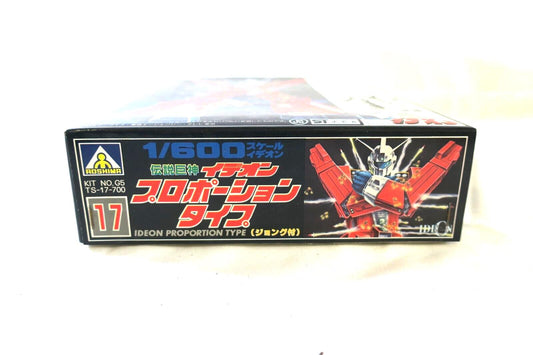 AOSHIMA
KIT NO.G5
TS-17-700
17
1/600 スケール
イデオン
伝説巨神 イデオン
プロポーション
タイプ
IDEON PROPORTION TYPE (ジョング付)
IDEON